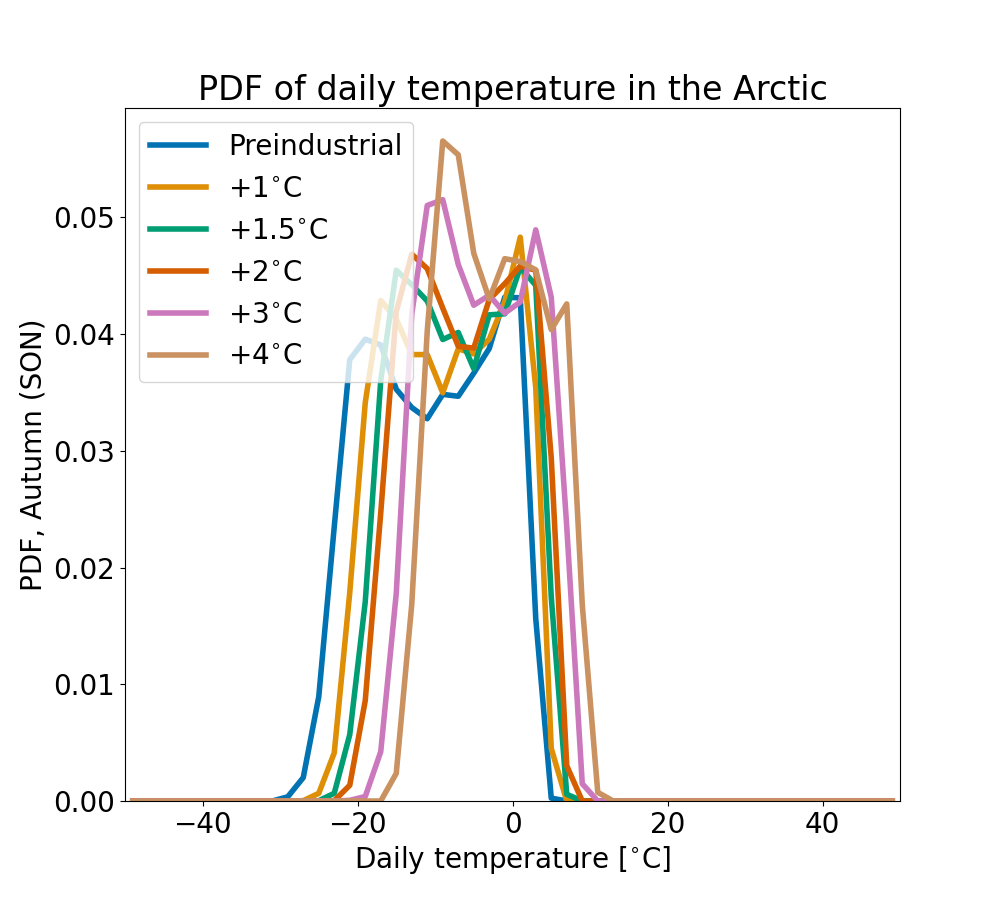 PDF of daily temperature in the Arctic
Preindustrial
+1°C
+1.5°C
+2°C
+3°C
+4°C
PDF, Autumn (SON)
0.05
0.04
0.03
0.02
0.01
0.00
−40 −20 0 20 40
Daily temperature [°C]